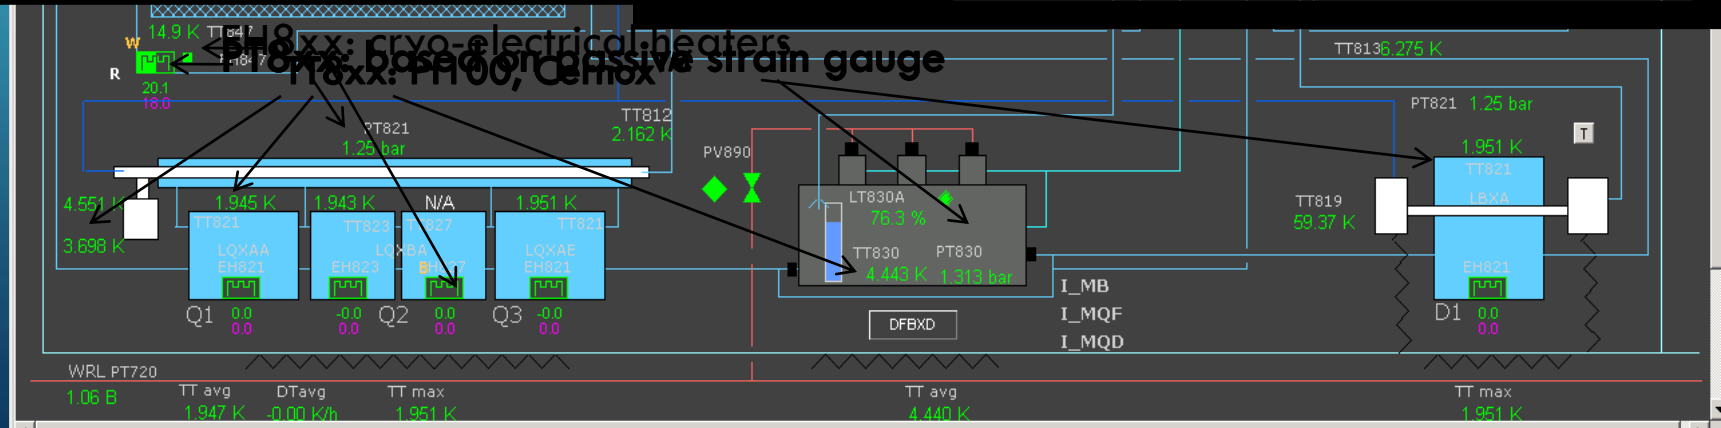 14.9 K TT847
W
EH8xx: cryo-electrical heaters
PT8xx: based on passive strain gauge
TT8xx: Pt100, Cernox
EH847
R
20.1
18.0
TT813 6.275 K
PT821 1.25 bar
TT812
2.162 K
PT821
1.25 bar
T
PV890
1.951 K
TT821
LBXA
4.551 K
1.945 K 1.943 K N/A 1.951 K
TT821 TT823 TT827 TT821
LT830A
76.3 %
TT819
59.37 K
3.698 K
LQXAA LQXBA LQXAE
EH821 EH823 EH827 EH821
TT830 PT830
4.443 K 1.313 bar
EH821
I_MB
I_MQF
I_MQD
Q1 0.0 -0.0 Q2 0.0 Q3 -0.0
0.0 0.0 0.0 0.0
DFBXD
D1 0.0
0.0
WRL PT720
1.06 B
TT avg DTavg TT max TT avg TT max
1.947 K -0.00 K/h 1.951 K 4.440 K 1.951 K